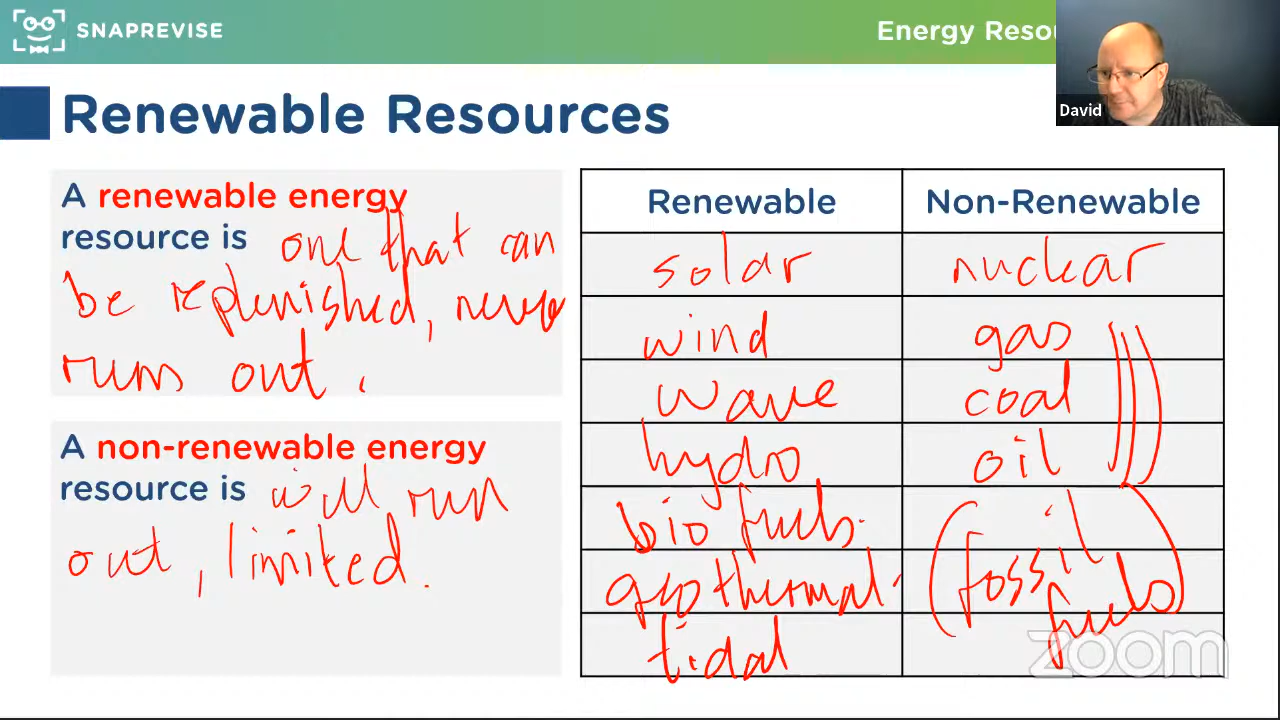 SNAPREVISE
Energy Resou
David
Renewable Resources
A renewable energy
resource is one that can
be replenished, never
runs out.
A non-renewable energy
resource is will run
out, limited.
Renewable Non-Renewable
solar nuclear
wind gas
wave coal
hydro oil
bio fuels.
geothermal. (fossil
fuels)
tidal
zoom